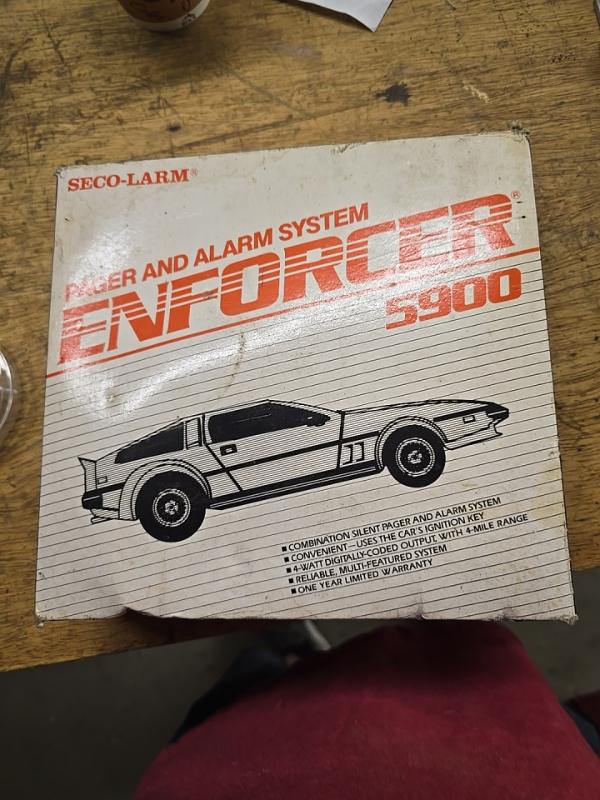 SECO-LARM®
PAGER AND ALARM SYSTEM
ENFORCER®
5900
■ COMBINATION SILENT PAGER AND ALARM SYSTEM
■ CONVENIENT—USES THE CAR'S IGNITION KEY
■ 4-WATT DIGITALLY-CODED OUTPUT, WITH 4-MILE RANGE
■ RELIABLE, MULTI-FEATURED SYSTEM
■ ONE YEAR LIMITED WARRANTY